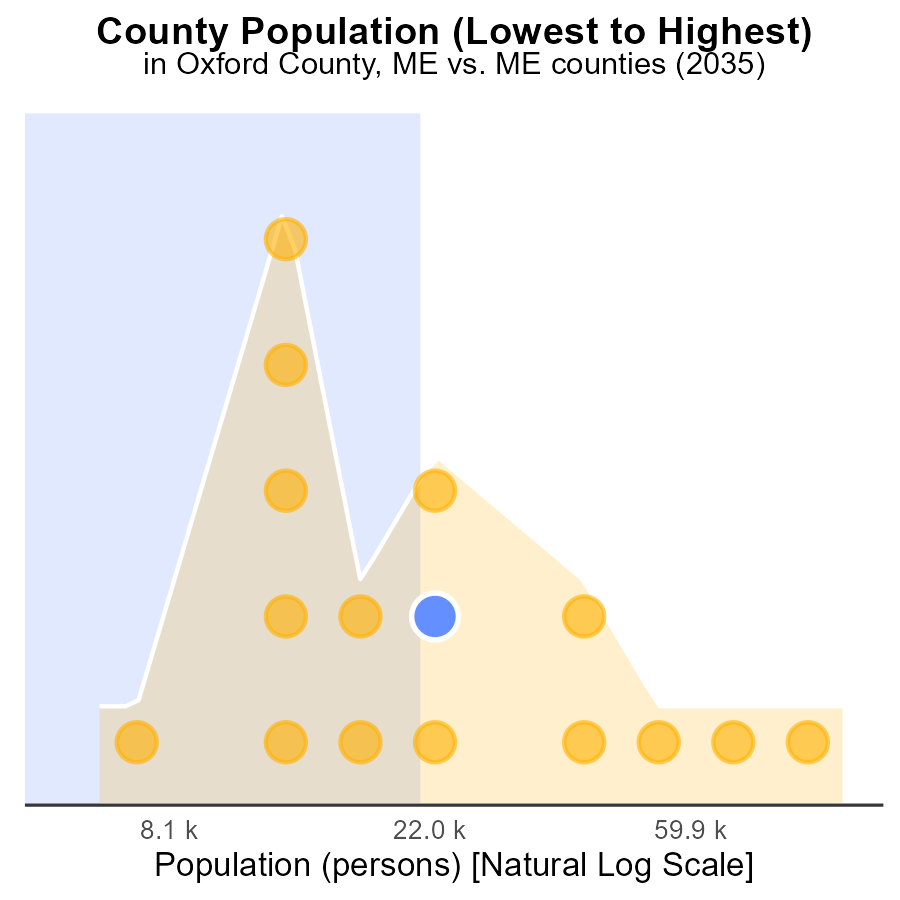 County Population (Lowest to Highest)
in Oxford County, ME vs. ME counties (2035)
8.1 k
22.0 k
59.9 k
Population (persons) [Natural Log Scale]